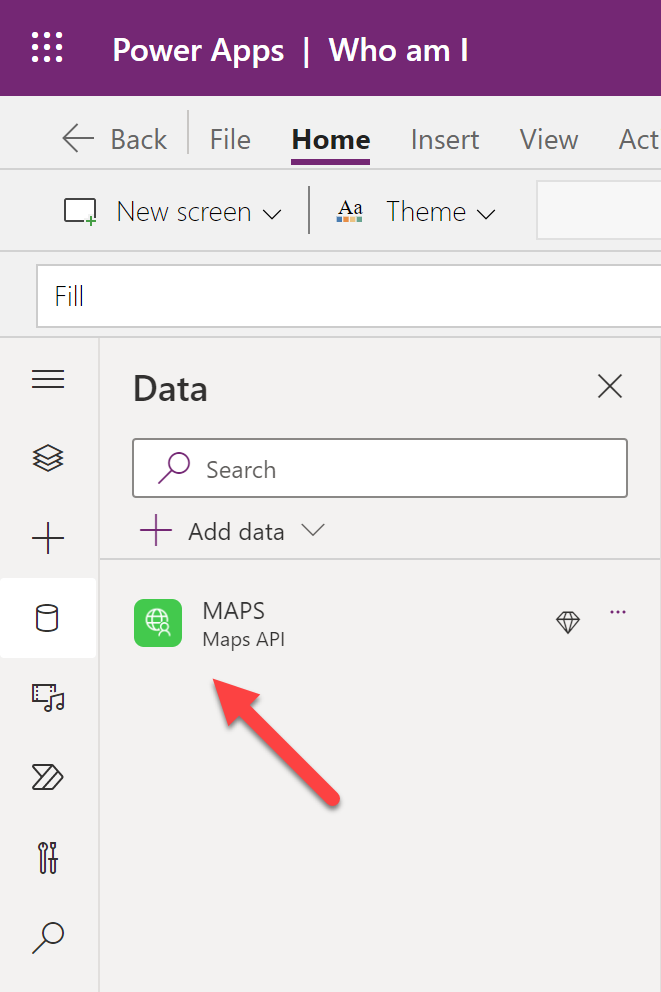 Power Apps | Who am I
Back File Home Insert View Act
New screen Aa Theme
Fill
Data
Search
Add data
MAPS
Maps API